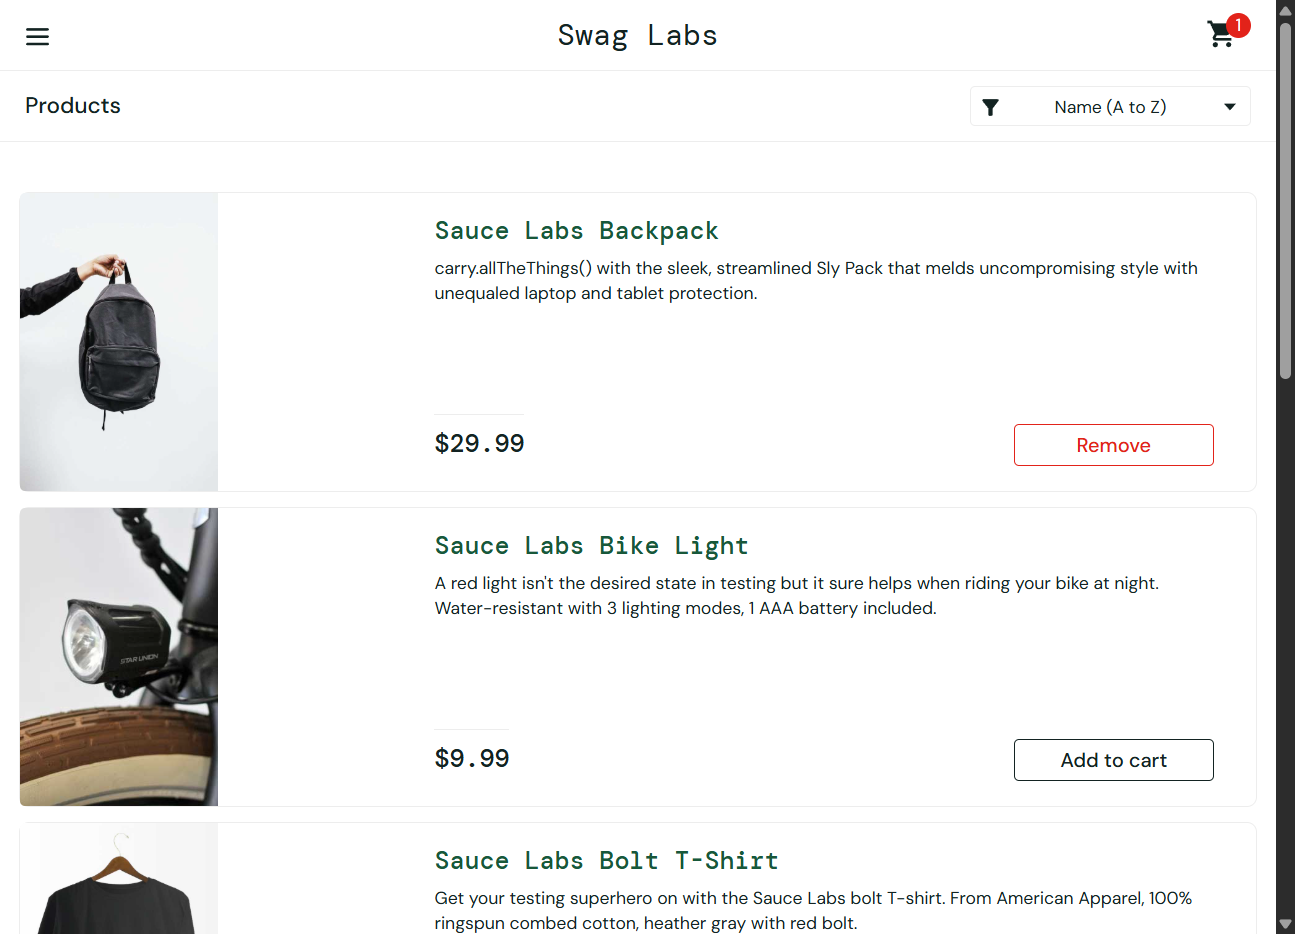 Swag Labs
1
Products
Name (A to Z)
Sauce Labs Backpack
carry.allTheThings() with the sleek, streamlined Sly Pack that melds uncompromising style with
unequaled laptop and tablet protection.
$29.99
Remove
STAR UNION
Sauce Labs Bike Light
A red light isn't the desired state in testing but it sure helps when riding your bike at night.
Water-resistant with 3 lighting modes, 1 AAA battery included.
$9.99
Add to cart
Sauce Labs Bolt T-Shirt
Get your testing superhero on with the Sauce Labs bolt T-shirt. From American Apparel, 100%
ringspun combed cotton, heather gray with red bolt.